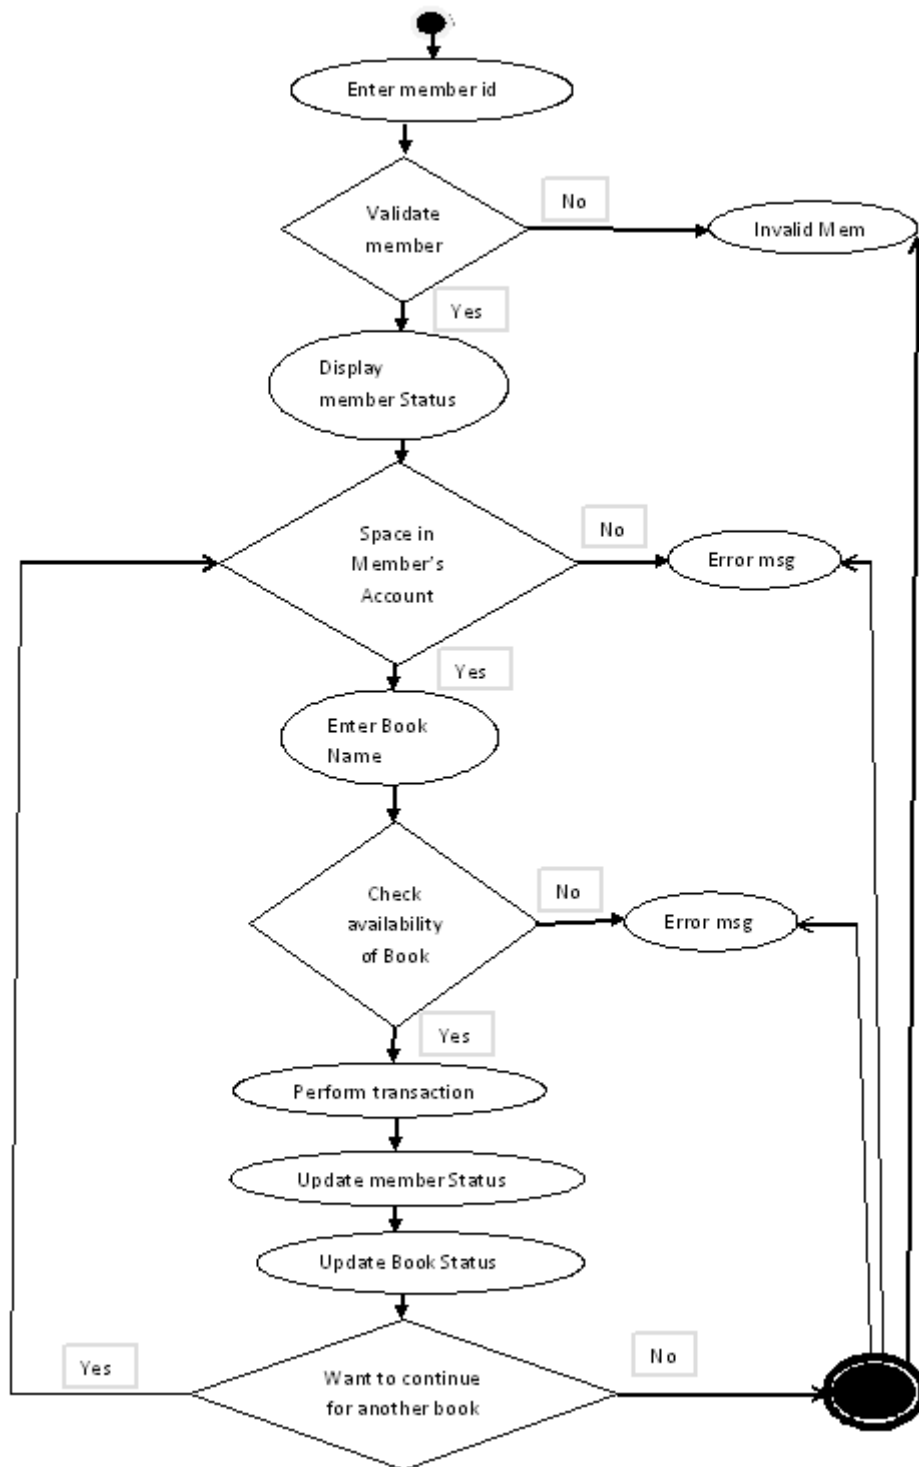 Enter member id
No
Validate
member
Invalid Mem
Yes
Display
member Status
No
Space in
Member's
Account
Error msg
Yes
Enter Book
Name
No
Check
availability
of Book
Error msg
Yes
Perform transaction
Update member Status
Update Book Status
Yes
No
Want to continue
for another book